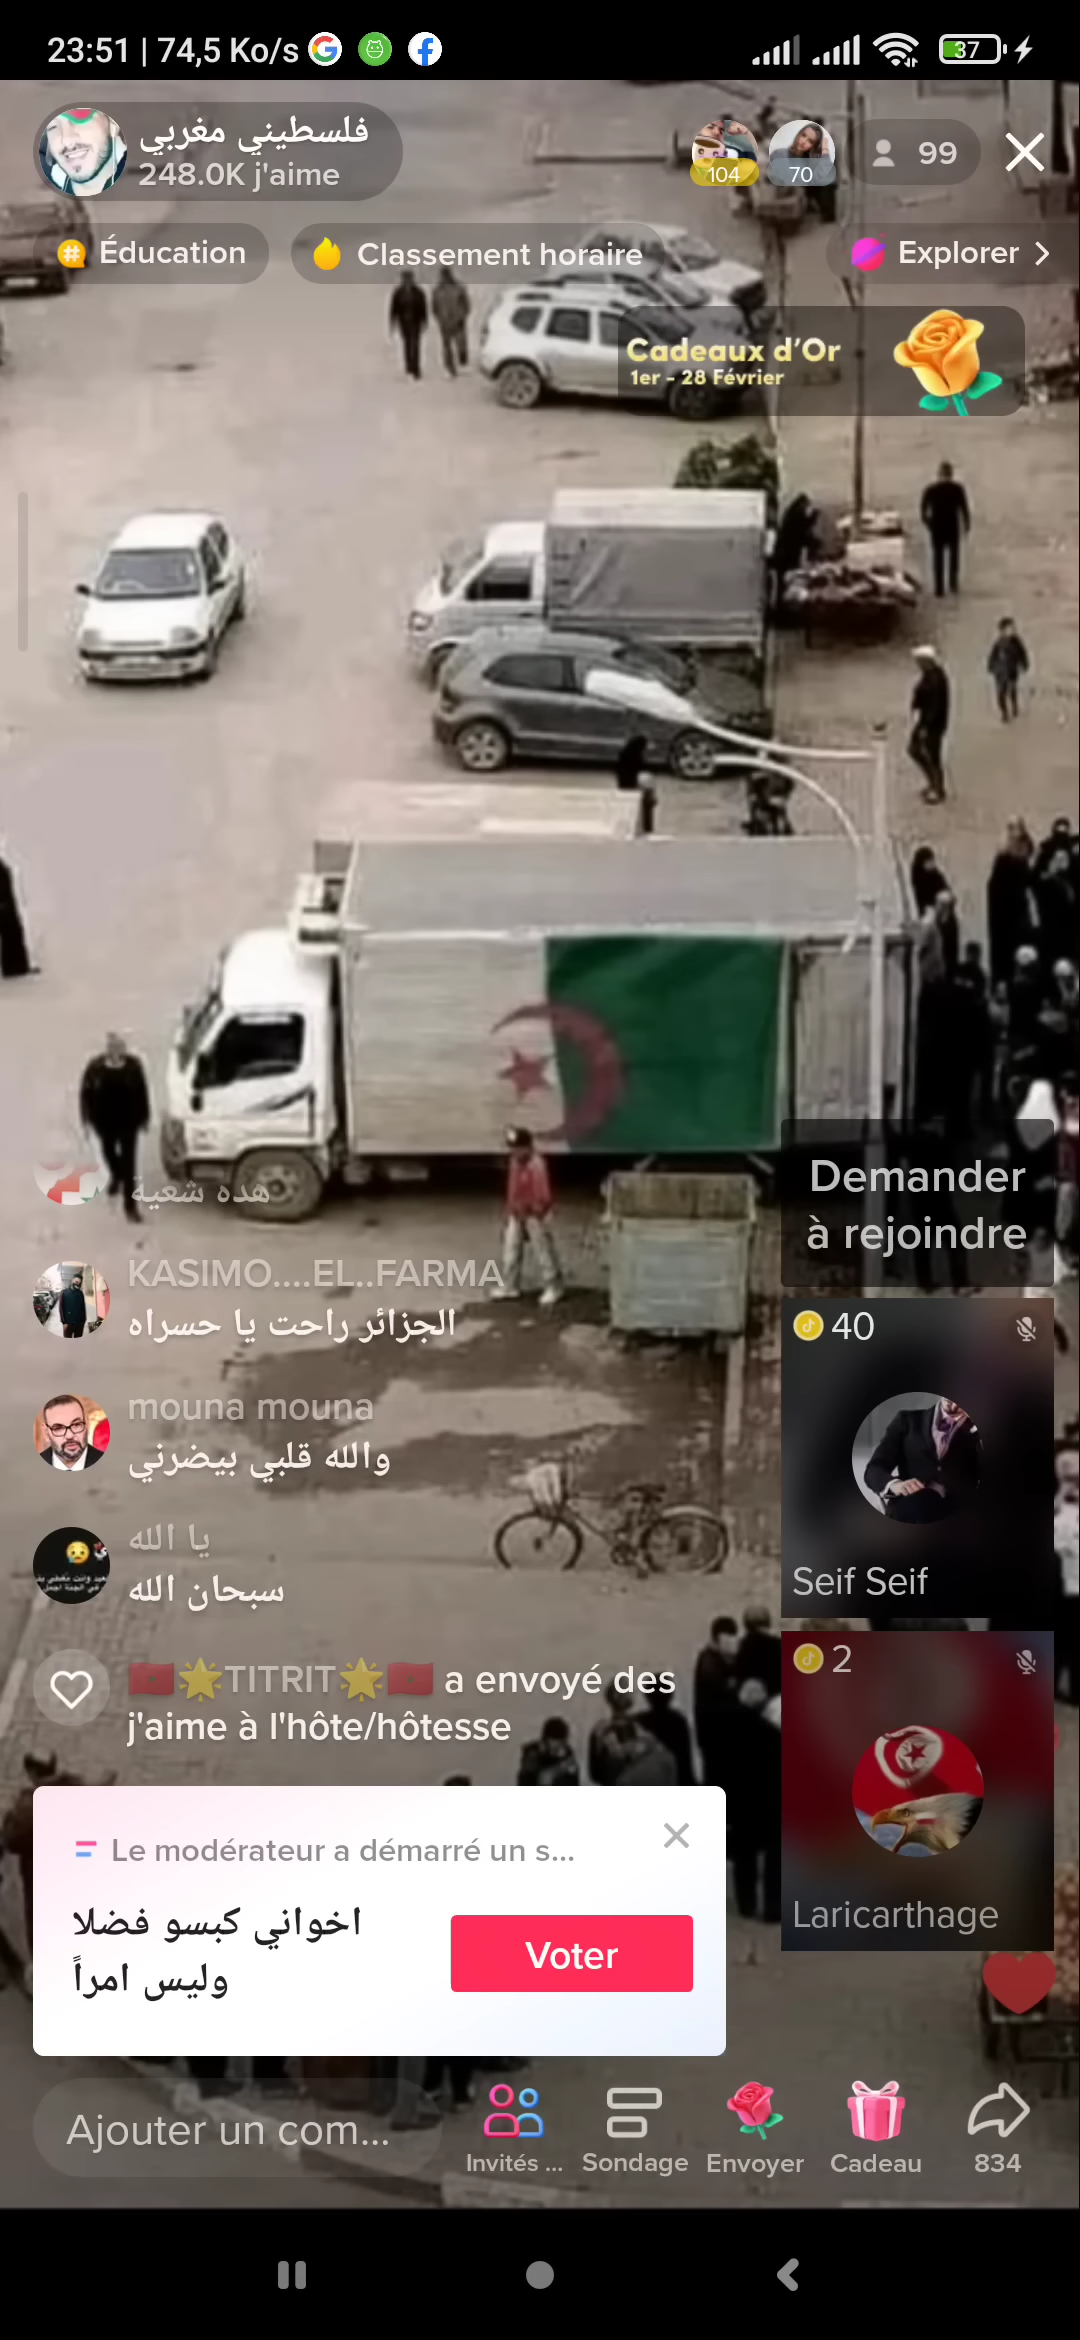 23:51 | 74,5 Ko/s
37
فلسطيني مغربي
248.0K j'aime
104
70
99
Éducation
Classement horaire
Explorer
Cadeaux d'Or
1er - 28 Février
هده شعبية
Demander
à rejoindre
KASIMO....EL..FARMA
الجزائر راحت يا حسراه
40
mouna mouna
والله قلبي بيضرني
يا الله
سبحان الله
Seif Seif
2
TITRIT a envoyé des
j'aime à l'hôte/hôtesse
Le modérateur a démarré un s...
اخواني كبسو فضلا
وليس امراً
Voter
Laricarthage
Ajouter un com...
Invités ...
Sondage
Envoyer
Cadeau
834